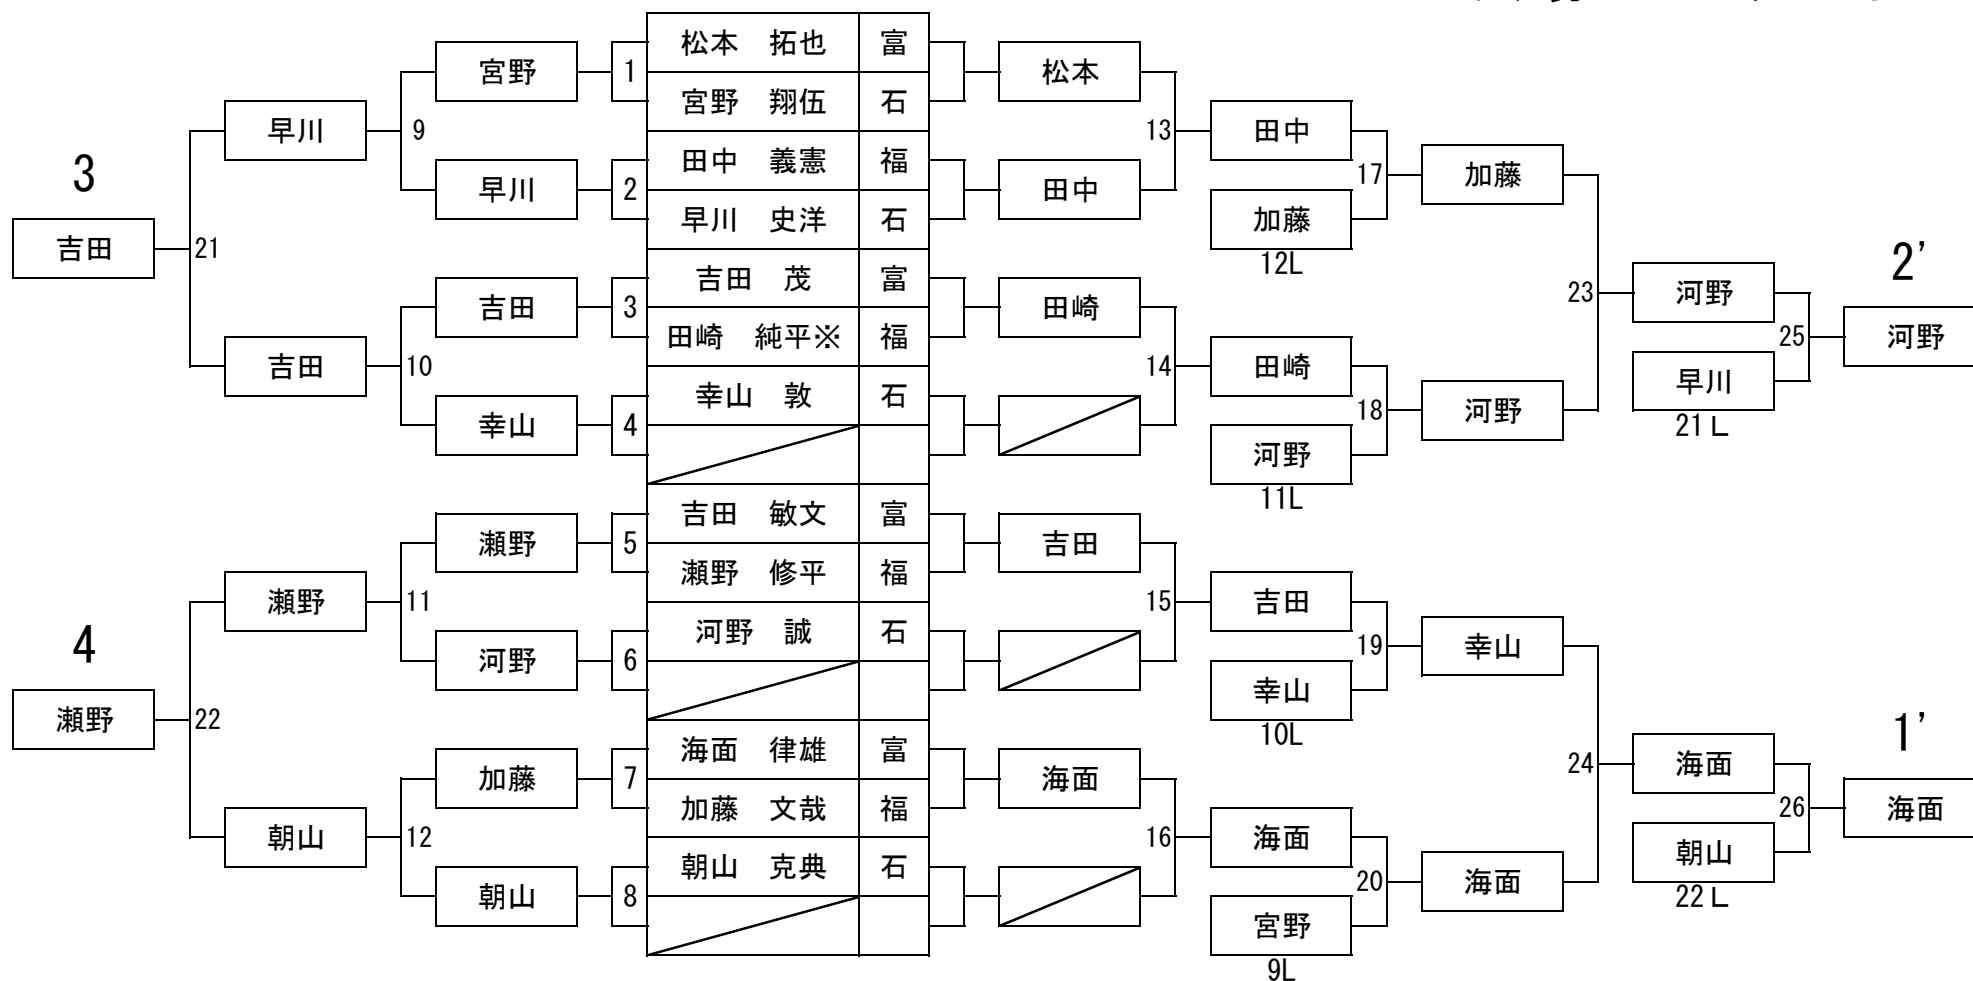 松本 拓也 富
宮野 1 松本
宮野 翔伍 石
早川 9 13 田中
田中 義憲 福
3 17 加藤
早川 2 田中
加藤
早川 史洋 石
吉田 21 12L 2’
吉田 茂 富
吉田 3 田崎 23 河野
田崎 純平※ 福 25 河野
吉田 10 14 田崎
早川
幸山 敦 石
18 河野
幸山 4 21L
河野
11L
吉田 敏文 富
瀬野 5 吉田
瀬野 修平 福
瀬野 11 15 吉田
河野 誠 石
4 19 幸山
河野 6
幸山
瀬野 22 10L 1’
海面 律雄 富
加藤 7 海面 24 海面
加藤 文哉 福 26 海面
朝山 12 16 海面
朝山
朝山 克典 石
20 海面
朝山 8 22L
宮野
9L